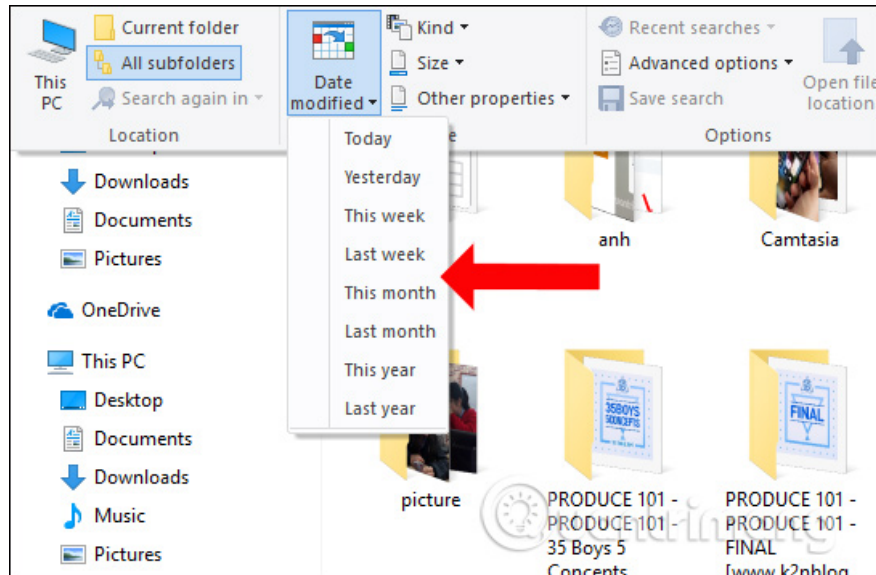 Current folder
All subfolders
Search again in
This
PC
Location
Date
modified
Kind
Size
Other properties
e
Recent searches
Advanced options
Save search
Open file
location
Options
Today
Yesterday
This week
Last week
This month
Last month
This year
Last year
Downloads
Documents
Pictures
OneDrive
This PC
Desktop
Documents
Downloads
Music
Pictures
anh
Camtasia
picture
35BOYS
5CONCEPTS
PRODUCE 101 -
PRODUCE 101 -
35 Boys 5
Concepts
FINAL
PRODUCE 101 -
PRODUCE 101 -
FINAL
[www.k2nblog
Quantrimang